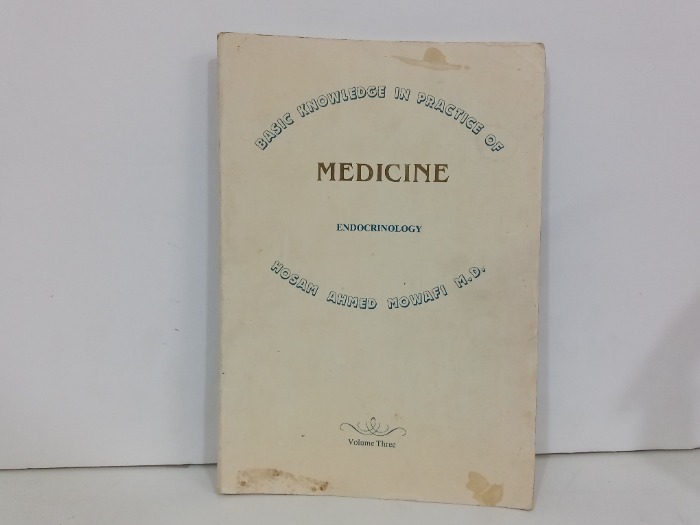 BASIC KNOWLEDGE IN PRACTICE OF
MEDICINE
ENDOCRINOLOGY
HOSAM AHMED MOWAFI M.D.
Volume Three